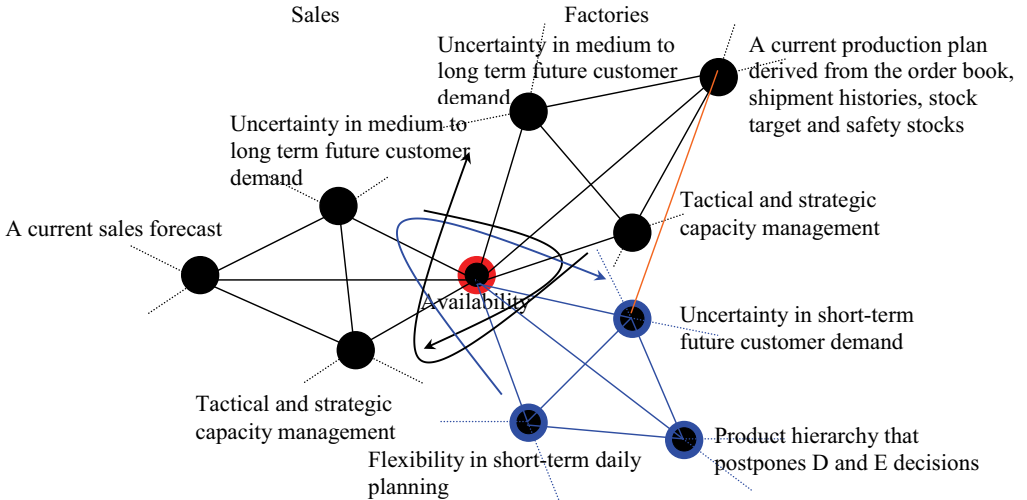 Sales
Factories
Uncertainty in medium to
long term future customer
demand
A current production plan
derived from the order book,
shipment histories, stock
target and safety stocks
Uncertainty in medium to
long term future customer
demand
Tactical and strategic
capacity management
A current sales forecast
Availability
Uncertainty in short-term
future customer demand
Tactical and strategic
capacity management
Flexibility in short-term daily
planning
Product hierarchy that
postpones D and E decisions